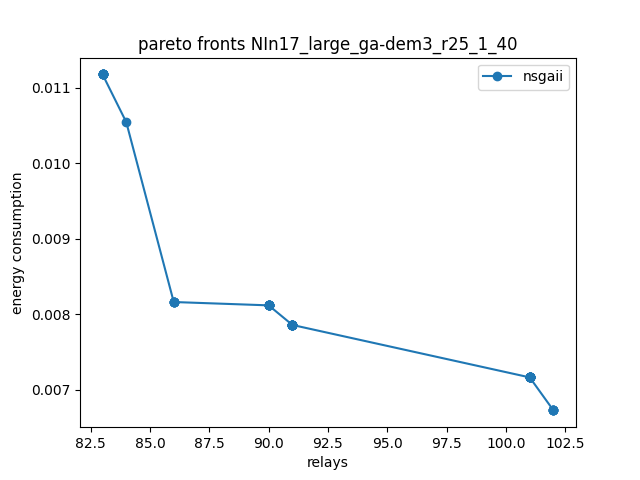 pareto fronts NIn17_large_ga-dem3_r25_1_40
nsgaii
0.011
0.010
0.009
0.008
0.007
energy consumption
82.5 85.0 87.5 90.0 92.5 95.0 97.5 100.0 102.5
relays